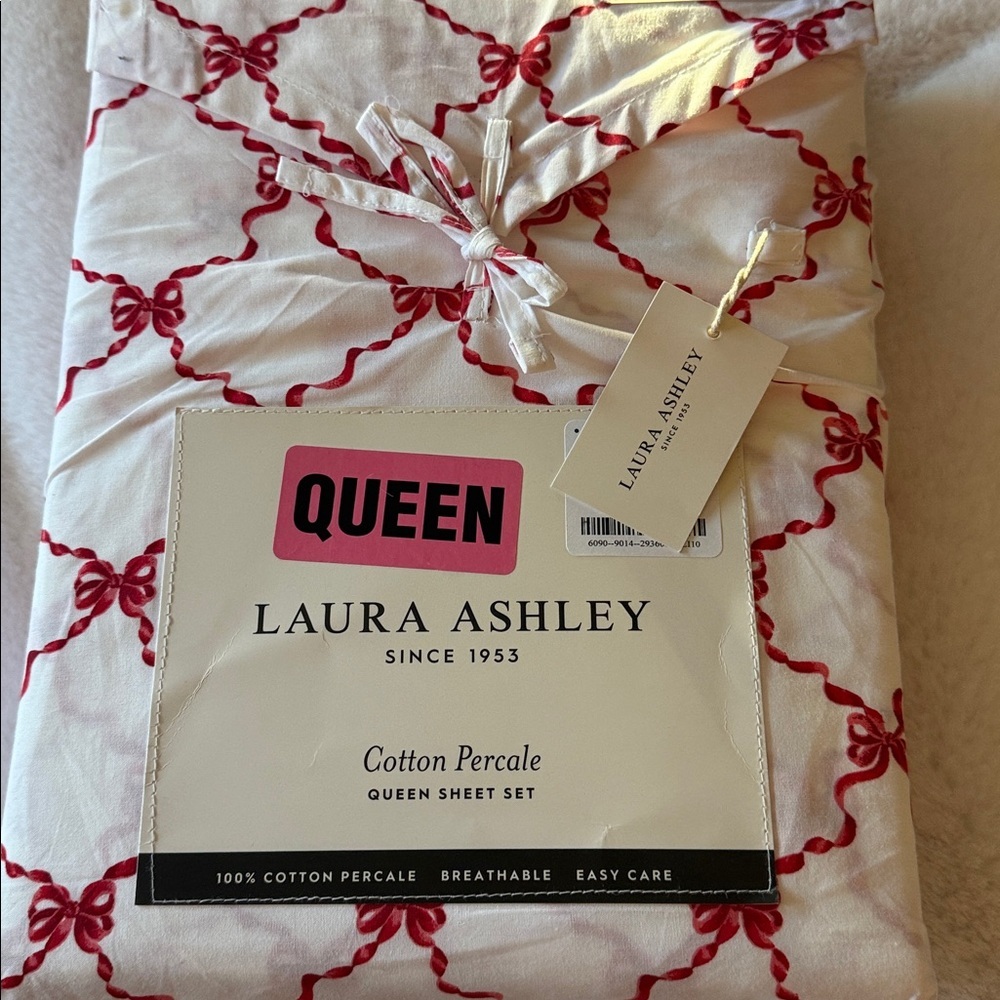 LAURA ASHLEY
SINCE 1953
QUEEN
LAURA ASHLEY
SINCE 1953
Cotton Percale
QUEEN SHEET SET
100% COTTON PERCALE BREATHABLE EASY CARE